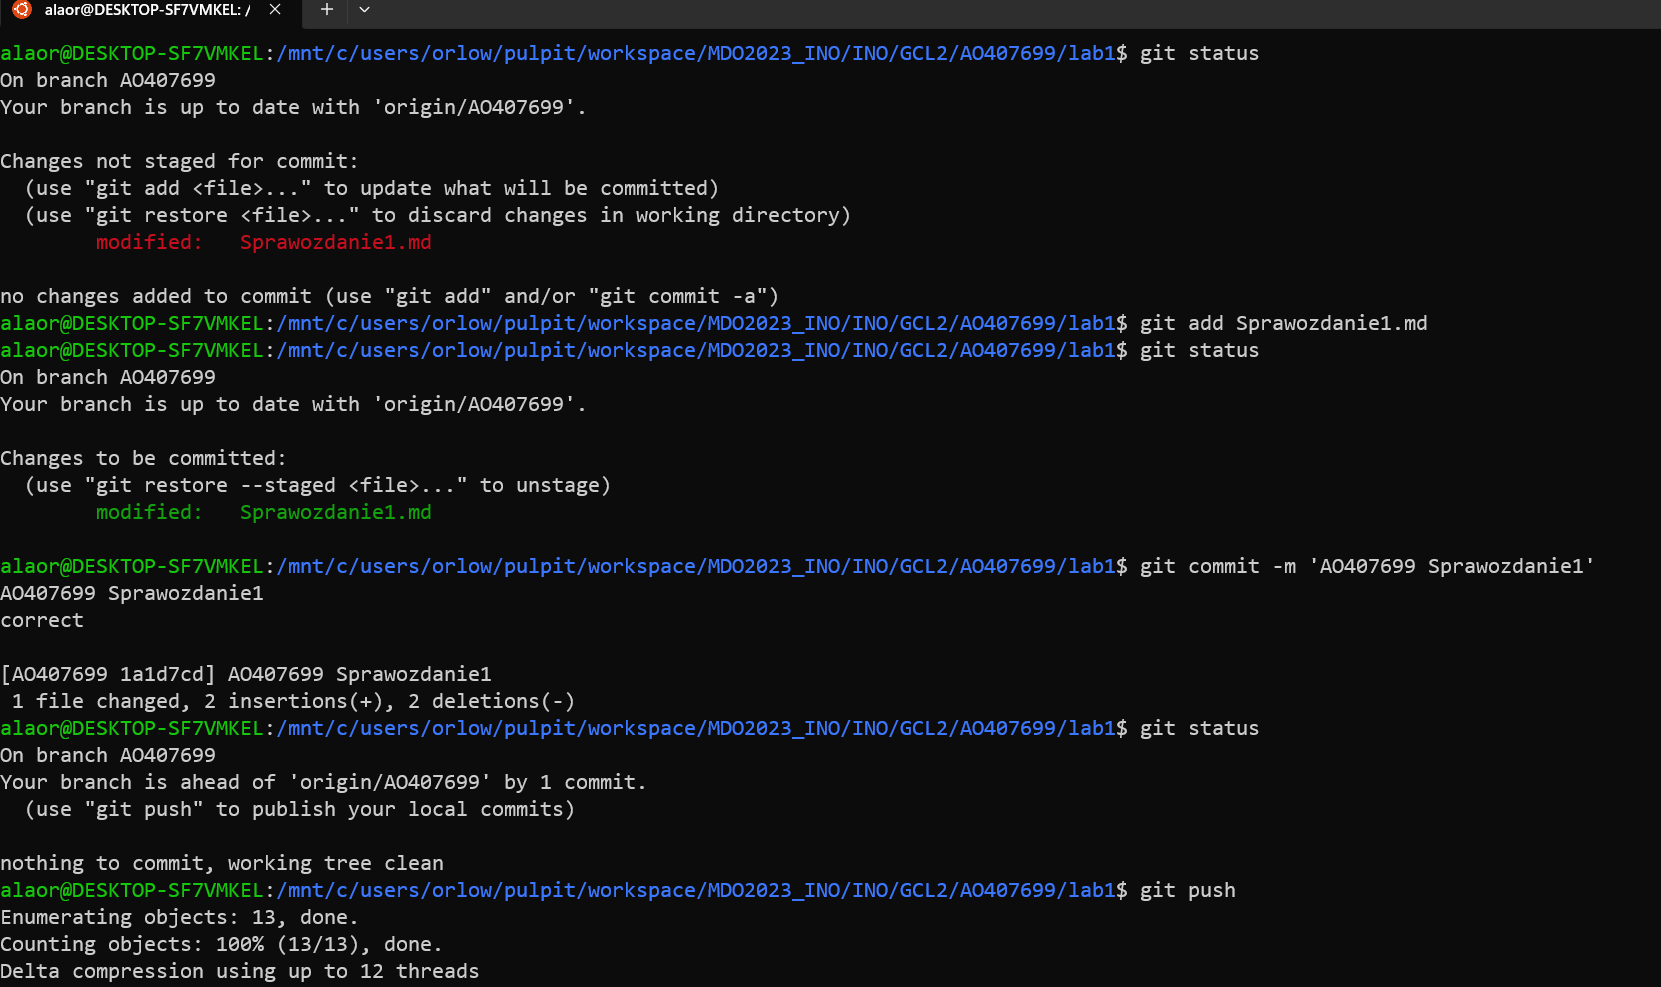 alaor@DESKTOP-SF7VMKEL: /
alaor@DESKTOP-SF7VMKEL:/mnt/c/users/orlow/pulpit/workspace/MDO2023_INO/INO/GCL2/AO407699/lab1$ git status
On branch AO407699
Your branch is up to date with 'origin/AO407699'.
Changes not staged for commit:
  (use "git add <file>..." to update what will be committed)
  (use "git restore <file>..." to discard changes in working directory)
        modified:   Sprawozdanie1.md
no changes added to commit (use "git add" and/or "git commit -a")
alaor@DESKTOP-SF7VMKEL:/mnt/c/users/orlow/pulpit/workspace/MDO2023_INO/INO/GCL2/AO407699/lab1$ git add Sprawozdanie1.md
alaor@DESKTOP-SF7VMKEL:/mnt/c/users/orlow/pulpit/workspace/MDO2023_INO/INO/GCL2/AO407699/lab1$ git status
On branch AO407699
Your branch is up to date with 'origin/AO407699'.
Changes to be committed:
  (use "git restore --staged <file>..." to unstage)
        modified:   Sprawozdanie1.md
alaor@DESKTOP-SF7VMKEL:/mnt/c/users/orlow/pulpit/workspace/MDO2023_INO/INO/GCL2/AO407699/lab1$ git commit -m 'AO407699 Sprawozdanie1'
AO407699 Sprawozdanie1
correct
[AO407699 1a1d7cd] AO407699 Sprawozdanie1
 1 file changed, 2 insertions(+), 2 deletions(-)
alaor@DESKTOP-SF7VMKEL:/mnt/c/users/orlow/pulpit/workspace/MDO2023_INO/INO/GCL2/AO407699/lab1$ git status
On branch AO407699
Your branch is ahead of 'origin/AO407699' by 1 commit.
  (use "git push" to publish your local commits)
nothing to commit, working tree clean
alaor@DESKTOP-SF7VMKEL:/mnt/c/users/orlow/pulpit/workspace/MDO2023_INO/INO/GCL2/AO407699/lab1$ git push
Enumerating objects: 13, done.
Counting objects: 100% (13/13), done.
Delta compression using up to 12 threads